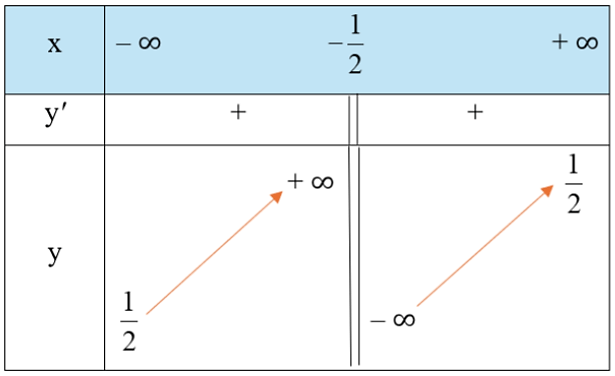 x – ∞ – 1/2 + ∞
y′ + +
+ ∞ 1/2
y
1/2 – ∞